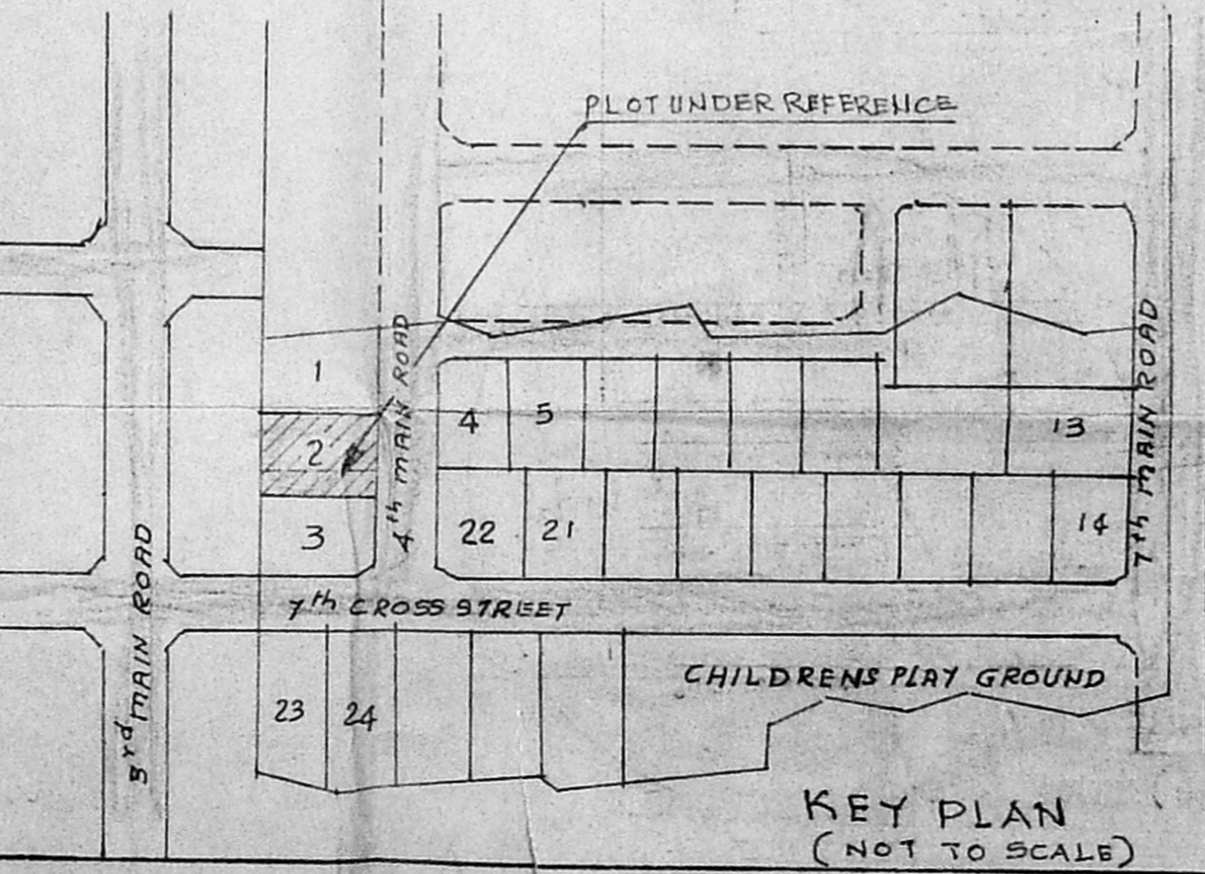 PLOT UNDER REFERENCE
1
2
3
4th MAIN ROAD
4
5
13
22
21
14
7th MAIN ROAD
3rd MAIN ROAD
7th CROSS STREET
23
24
CHILDRENS PLAY GROUND
KEY PLAN
(NOT TO SCALE)